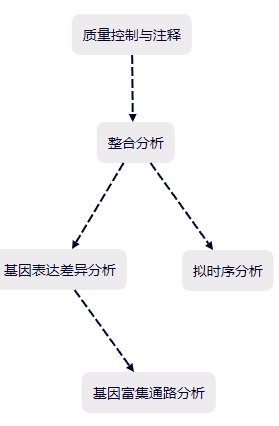 质量控制与注释
整合分析
基因表达差异分析
拟时序分析
基因富集通路分析